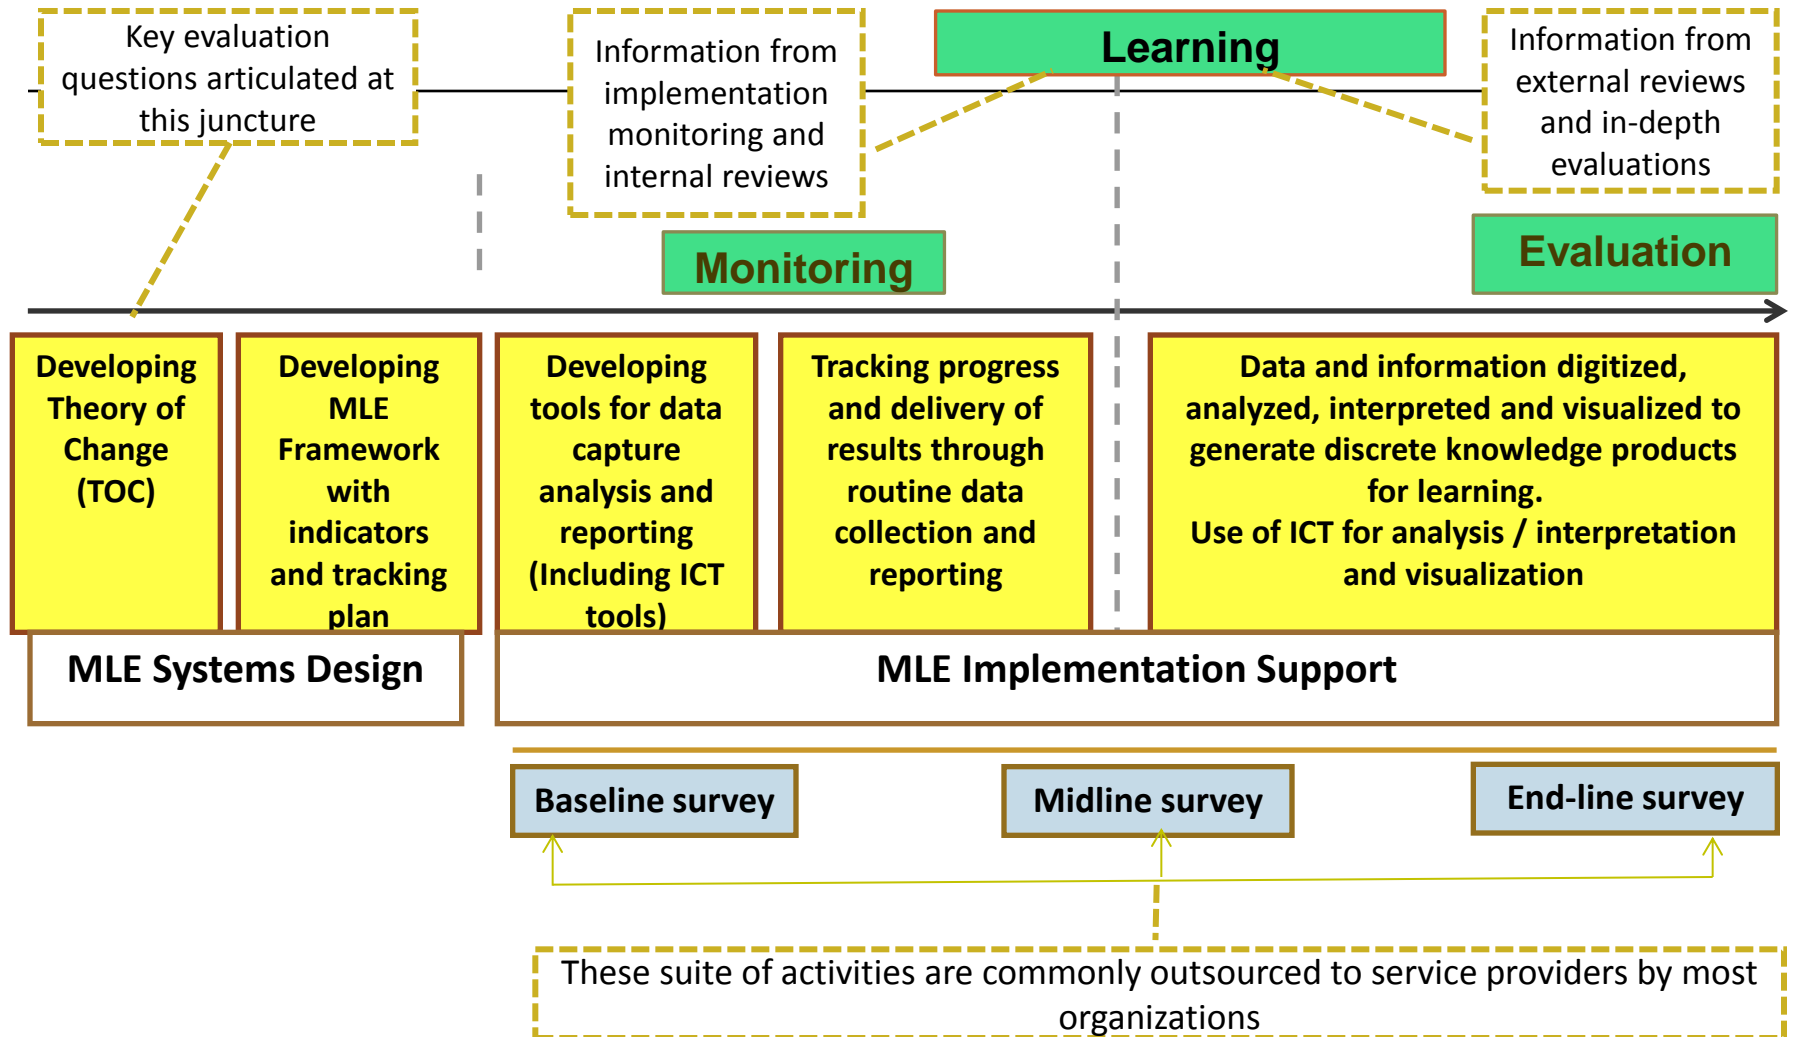 Key evaluation
questions articulated at
this juncture
Information from
implementation
monitoring and
internal reviews
Learning
Information from
external reviews
and in-depth
evaluations
Monitoring
Evaluation
Developing
Theory of
Change
(TOC)
Developing
MLE
Framework
with
indicators
and tracking
plan
Developing
tools for data
capture
analysis and
reporting
(Including ICT
tools)
Tracking progress
and delivery of
results through
routine data
collection and
reporting
Data and information digitized,
analyzed, interpreted and visualized to
generate discrete knowledge products
for learning.
Use of ICT for analysis / interpretation
and visualization
MLE Systems Design
MLE Implementation Support
Baseline survey
Midline survey
End-line survey
These suite of activities are commonly outsourced to service providers by most
organizations